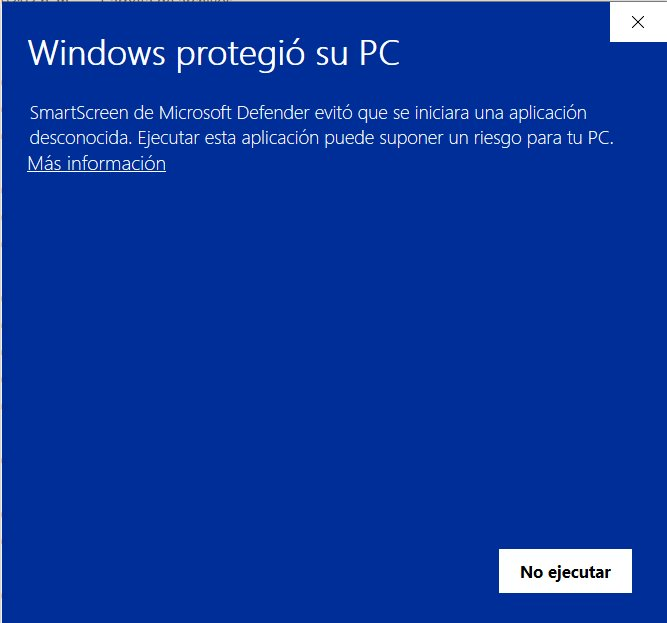 Windows protegió su PC
SmartScreen de Microsoft Defender evitó que se iniciara una aplicación
desconocida. Ejecutar esta aplicación puede suponer un riesgo para tu PC.
Más información
No ejecutar